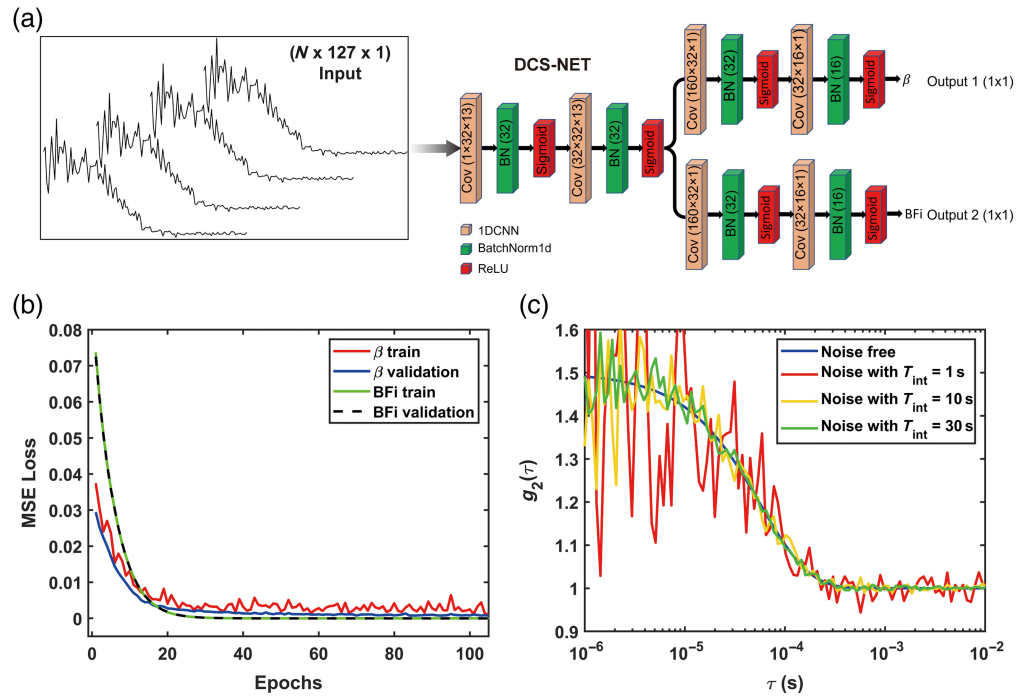 (a)
(N x 127 x 1)
Input
DCS-NET
Cov (1×32×13)
BN (32)
Sigmoid
Cov (32×32×13)
BN (32)
Sigmoid
Cov (160×32×1)
BN (32)
Sigmoid
Cov (32×16×1)
BN (16)
Sigmoid
β
Output 1 (1x1)
Cov (160×32×1)
BN (32)
Sigmoid
Cov (32×16×1)
BN (16)
Sigmoid
BFi
Output 2 (1x1)
1DCNN
BatchNorm1d
ReLU
(b)
0.08
0.07
0.06
0.05
0.04
0.03
0.02
0.01
0
MSE Loss
0 20 40 60 80 100
Epochs
β train
β validation
BFi train
BFi validation
(c)
1.6
1.5
1.4
1.3
1.2
1.1
1
0.9
g₂(τ)
10⁻⁶ 10⁻⁵ 10⁻⁴ 10⁻³ 10⁻²
τ (s)
Noise free
Noise with T_int = 1 s
Noise with T_int = 10 s
Noise with T_int = 30 s